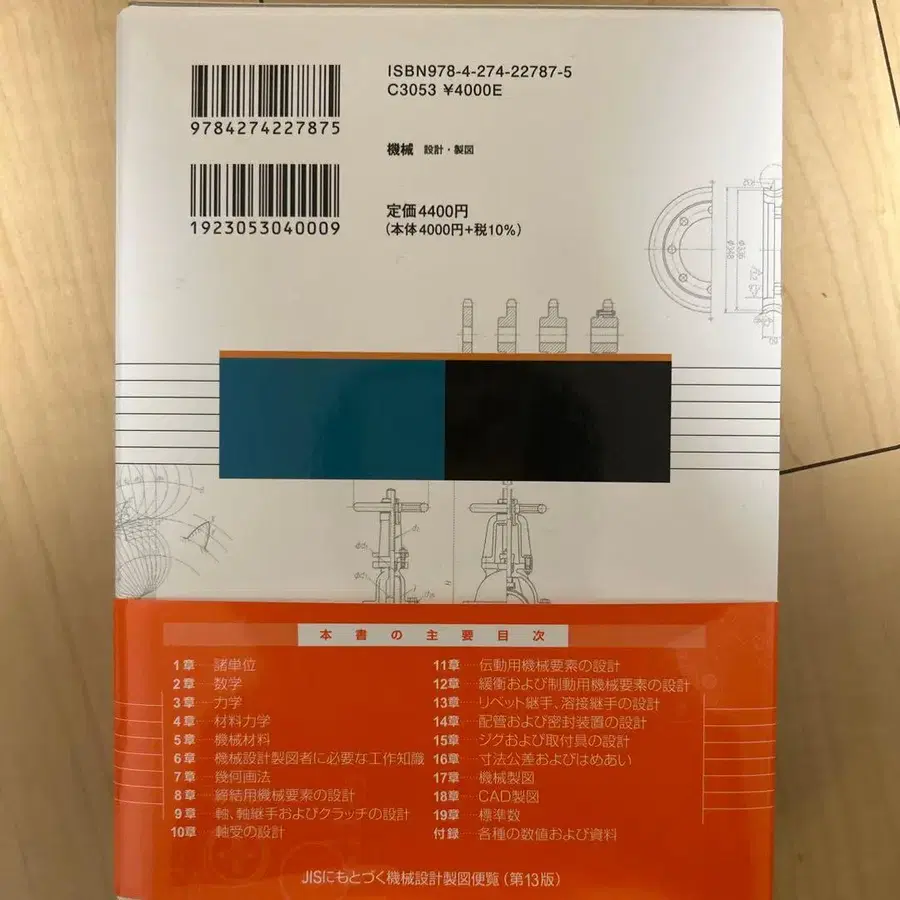 ISBN978-4-274-22787-5
C3053 ¥4000E
9784274227875
機械 設計・製図
1923053040009
定価4400円
(本体4000円+税10%)
本書の主要目次
1章 諸単位
2章 数学
3章 力学
4章 材料力学
5章 機械材料
6章 機械設計製図者に必要な工作知識
7章 幾何画法
8章 締結用機械要素の設計
9章 軸、軸継手およびクラッチの設計
10章 軸受の設計
11章 伝動用機械要素の設計
12章 緩衝および制動用機械要素の設計
13章 リベット継手、溶接継手の設計
14章 配管および密封装置の設計
15章 ジグおよび取付具の設計
16章 寸法公差およびはめあい
17章 機械製図
18章 CAD製図
19章 標準数
付録 各種の数値および資料
JISにもとづく機械設計製図便覧(第13版)